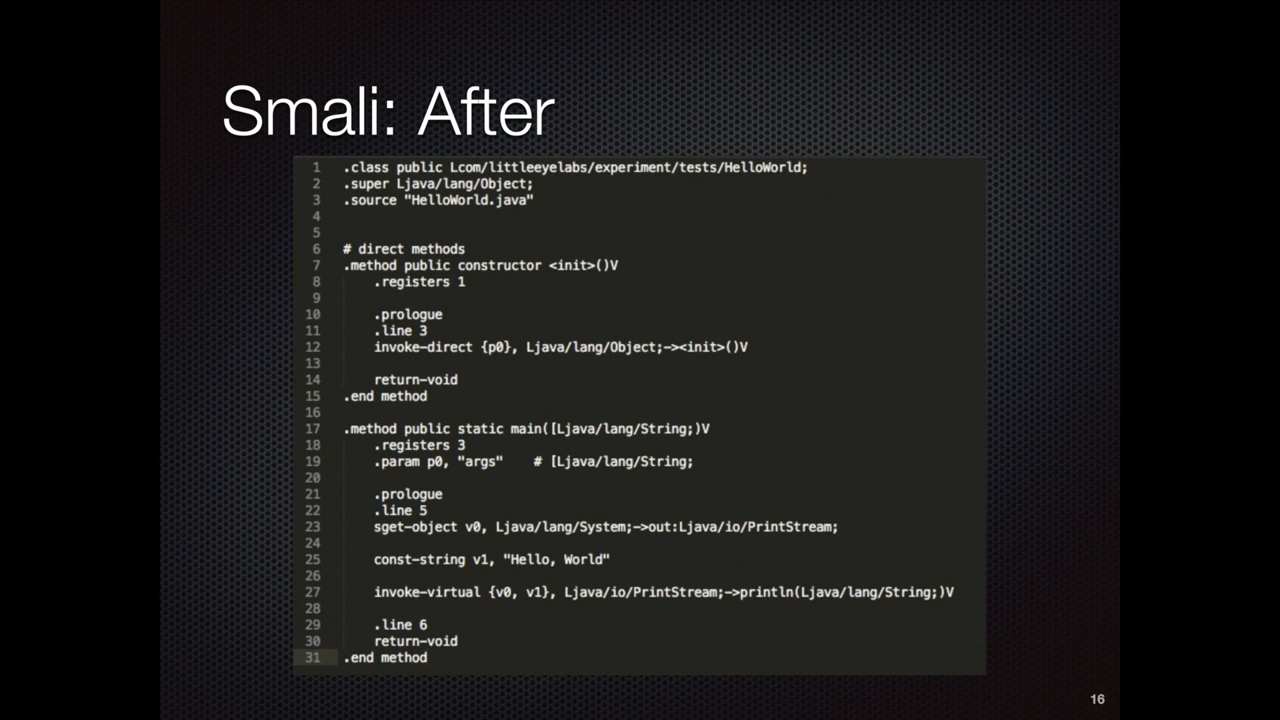 Smali: After
1 .class public Lcom/littleeyelabs/experiment/tests/HelloWorld;
2 .super Ljava/lang/Object;
3 .source "HelloWorld.java"
4
5
6 # direct methods
7 .method public constructor <init>()V
8 .registers 1
9
10 .prologue
11 .line 3
12 invoke-direct {p0}, Ljava/lang/Object;-><init>()V
13
14 return-void
15 .end method
16
17 .method public static main([Ljava/lang/String;)V
18 .registers 3
19 .param p0, "args" # [Ljava/lang/String;
20
21 .prologue
22 .line 5
23 sget-object v0, Ljava/lang/System;->out:Ljava/io/PrintStream;
24
25 const-string v1, "Hello, World"
26
27 invoke-virtual {v0, v1}, Ljava/io/PrintStream;->println(Ljava/lang/String;)V
28
29 .line 6
30 return-void
31 .end method
16